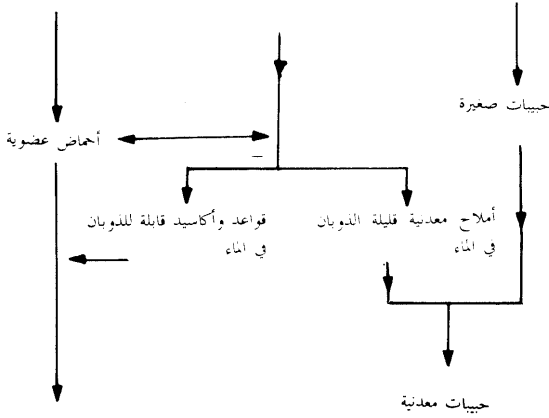 حبيبات صغيرة
أحماض عضوية
أملاح معدنية قليلة الذوبان
في الماء
قواعد وأكاسيد قابلة للذوبان
في الماء
حبيبات معدنية